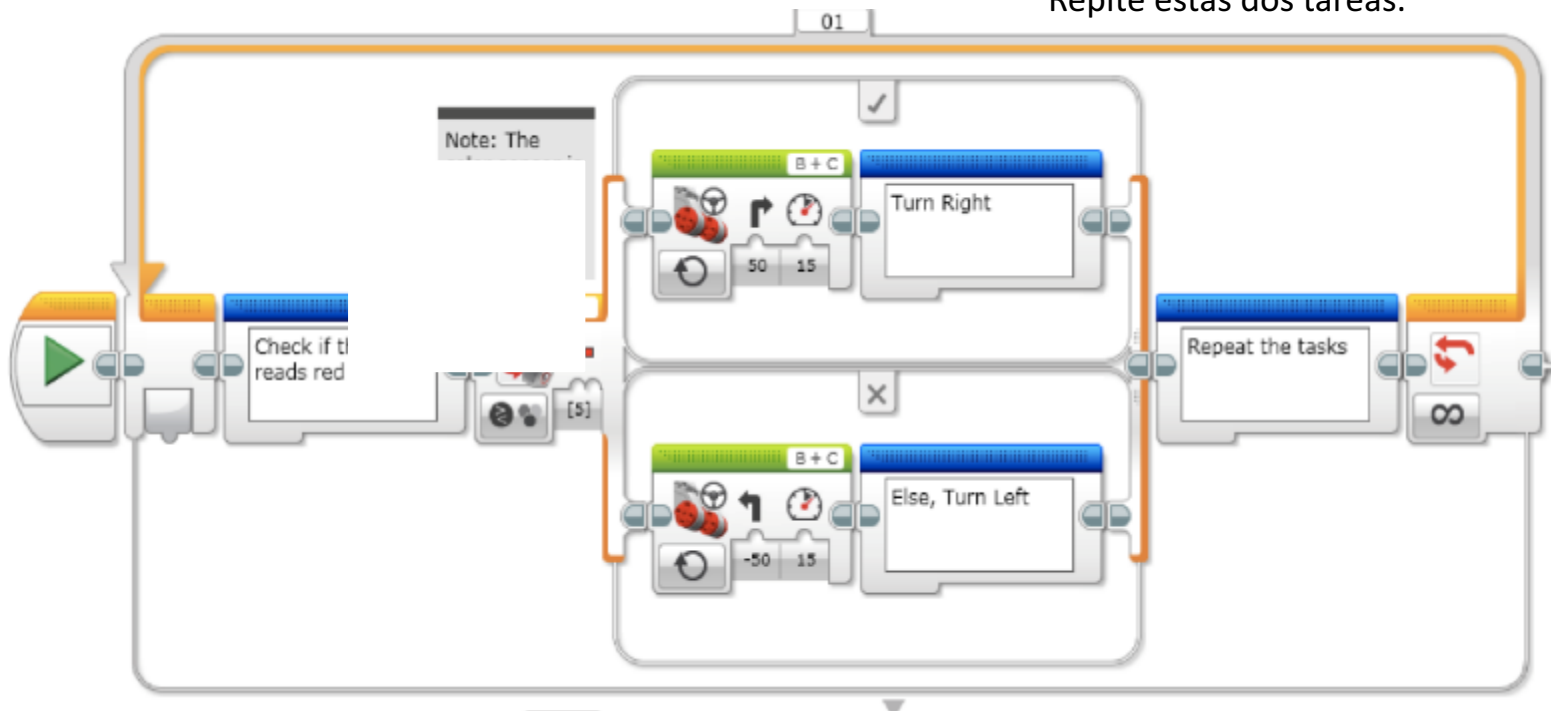 Repite estas dos tareas.
01
Note: The
B + C
Turn Right
50 15
Check if
reads red
[5]
Repeat the tasks
B + C
Else, Turn Left
-50 15